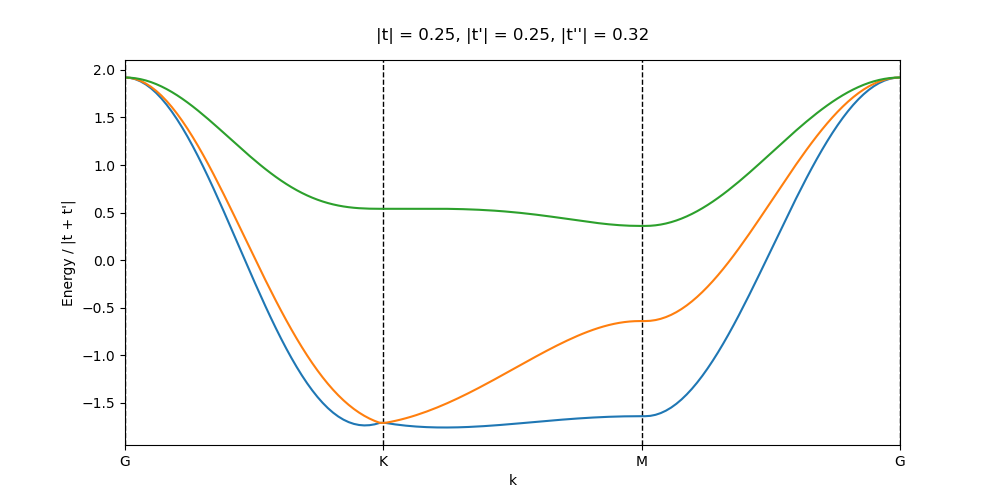 |t| = 0.25, |t'| = 0.25, |t''| = 0.32
Energy / |t + t'|
2.0
1.5
1.0
0.5
0.0
−0.5
−1.0
−1.5
G K M G
k